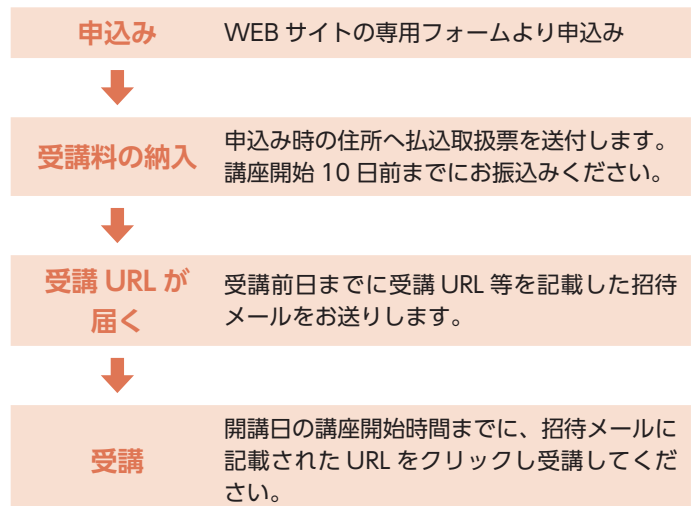 申込み
WEB サイトの専用フォームより申込み
受講料の納入
申込み時の住所へ払込取扱票を送付します。
講座開始 10 日前までにお振込みください。
受講 URL が
届く
受講前日までに受講 URL 等を記載した招待
メールをお送りします。
受講
開講日の講座開始時間までに、招待メールに
記載された URL をクリックし受講してくだ
さい。